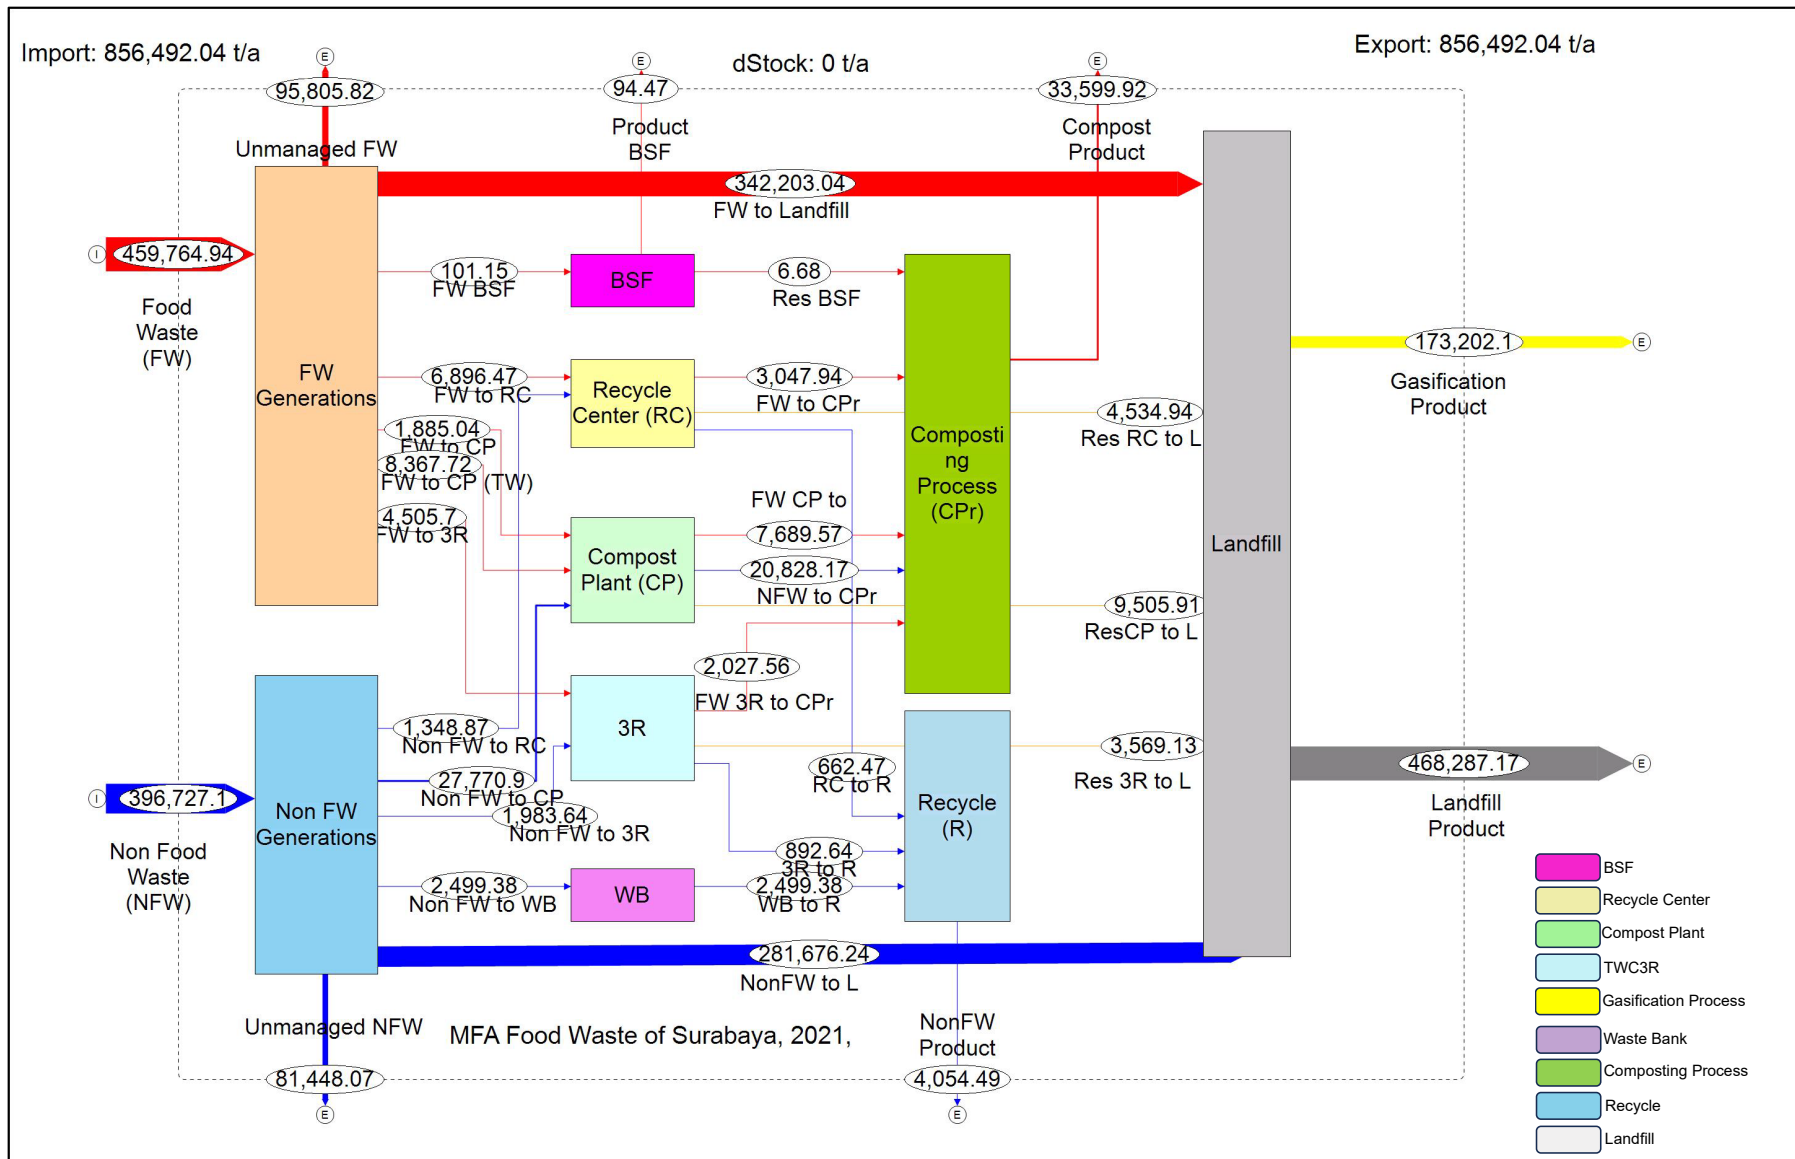 Import: 856,492.04 t/a
dStock: 0 t/a
Export: 856,492.04 t/a
E
E
E
95,805.82
94.47
33,599.92
Product
BSF
Compost
Product
Unmanaged FW
342,203.04
FW to Landfill
I
459,764.94
Food
Waste
(FW)
FW
Generations
101.15
FW BSF
BSF
6.68
Res BSF
6,896.47
FW to RC
Recycle
Center (RC)
3,047.94
FW to CPr
1,885.04
FW to CP
8,367.72
FW to CP (TW)
4,505.7
FW to 3R
Composti
ng
Process
(CPr)
4,534.94
Res RC to L
173,202.1
E
Gasification
Product
FW CP to
7,689.57
Compost
Plant (CP)
20,828.17
NFW to CPr
Landfill
9,505.91
ResCP to L
2,027.56
FW 3R to CPr
3R
1,348.87
Non FW to RC
27,770.9
Non FW to CP
1,983.64
Non FW to 3R
662.47
RC to R
3,569.13
Res 3R to L
I
396,727.1
Non Food
Waste
(NFW)
Non FW
Generations
Recycle
(R)
468,287.17
E
Landfill
Product
892.64
3R to R
2,499.38
Non FW to WB
WB
2,499.38
WB to R
281,676.24
NonFW to L
Unmanaged NFW
MFA Food Waste of Surabaya, 2021,
NonFW
Product
81,448.07
4,054.49
E
E
BSF
Recycle Center
Compost Plant
TWC3R
Gasification Process
Waste Bank
Composting Process
Recycle
Landfill